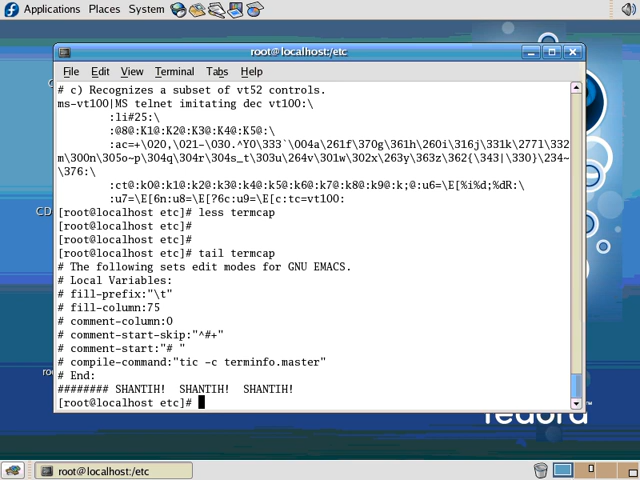 Applications Places System
root@localhost:/etc
File Edit View Terminal Tabs Help
# c) Recognizes a subset of vt52 controls.
ms-vt100|MS telnet imitating dec vt100:\
:li#25:\
:@8@:K1@:K2@:K3@:K4@:K5@:\
:ac=+\020,\021-\030.^Y0\333`\004a\261f\370g\361h\260i\316j\331k\277l\332
m\300n\305o~p\304q\304r\304s_t\303u\264v\301w\302x\263y\363z\362{\343|\330}\234~
\376:\
:ct@:k0@:k1@:k2@:k3@:k4@:k5@:k6@:k7@:k8@:k9@:k;@:u6=\E[%i%d;%dR:\
:u7=\E[6n:u8=\E[?6c:u9=\E[c:tc=vt100:
[root@localhost etc]# less termcap
[root@localhost etc]#
[root@localhost etc]#
[root@localhost etc]# tail termcap
# The following sets edit modes for GNU EMACS.
# Local Variables:
# fill-prefix:"\t"
# fill-column:75
# comment-column:0
# comment-start-skip:"^#+"
# comment-start:"# "
# compile-command:"tic -c terminfo.master"
# End:
######## SHANTIH!  SHANTIH!  SHANTIH!
[root@localhost etc]#
fedora™
root@localhost:/etc